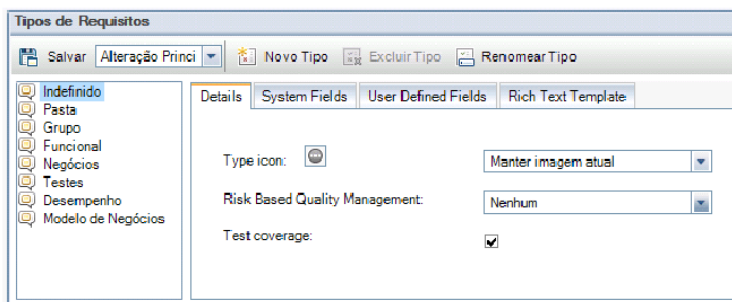 Tipos de Requisitos
Salvar Alteração Princi Novo Tipo Excluir Tipo Renomear Tipo
Indefinido
Pasta
Grupo
Funcional
Negócios
Testes
Desempenho
Modelo de Negócios
Details System Fields User Defined Fields Rich Text Template
Type icon: Manter imagem atual
Risk Based Quality Management: Nenhum
Test coverage: